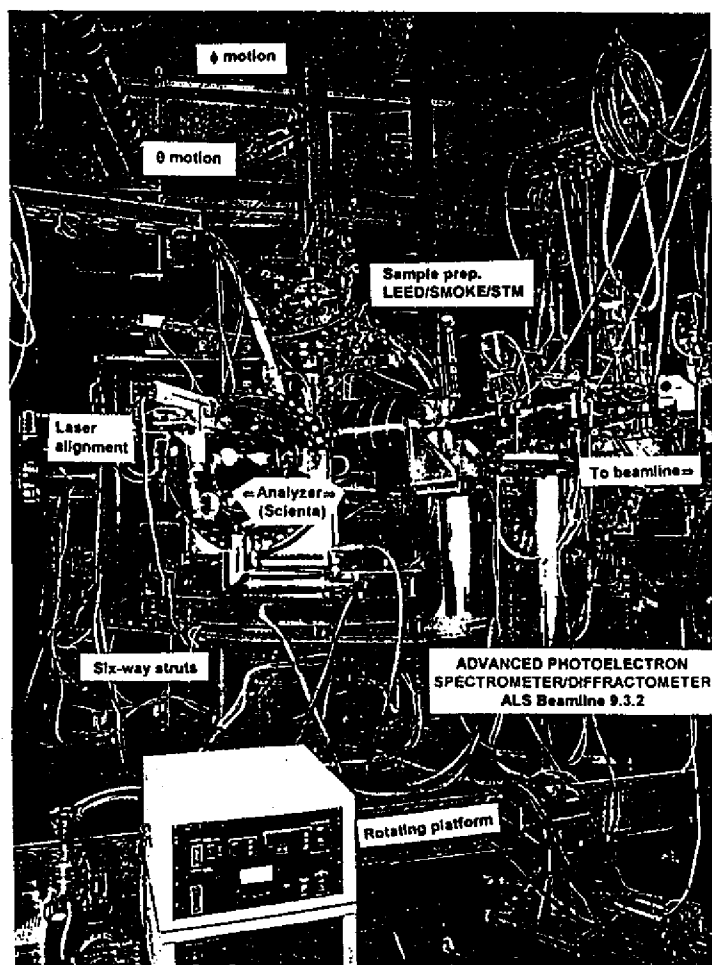 ϕ motion
θ motion
Sample prep.
LEED/SMOKE/STM
Laser
alignment
To beamline⇒
⇐Analyzer⇒
(Scienta)
Six-way struts
ADVANCED PHOTOELECTRON
SPECTROMETER/DIFFRACTOMETER
ALS Beamline 9.3.2
Rotating platform